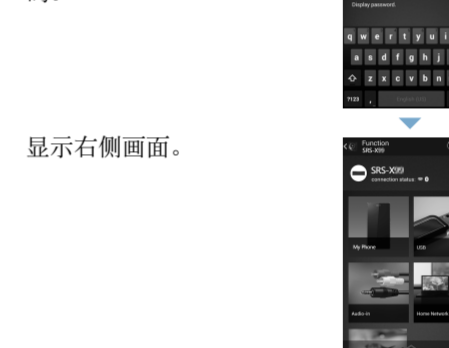 Display password
q w e r t y u i
a s d f g h j
z x c v b n
?123 ,
显示右侧画面。
Function
SRS-X99
SRS-X99
connection status:
My Phone
USB
Audio in
Home Network